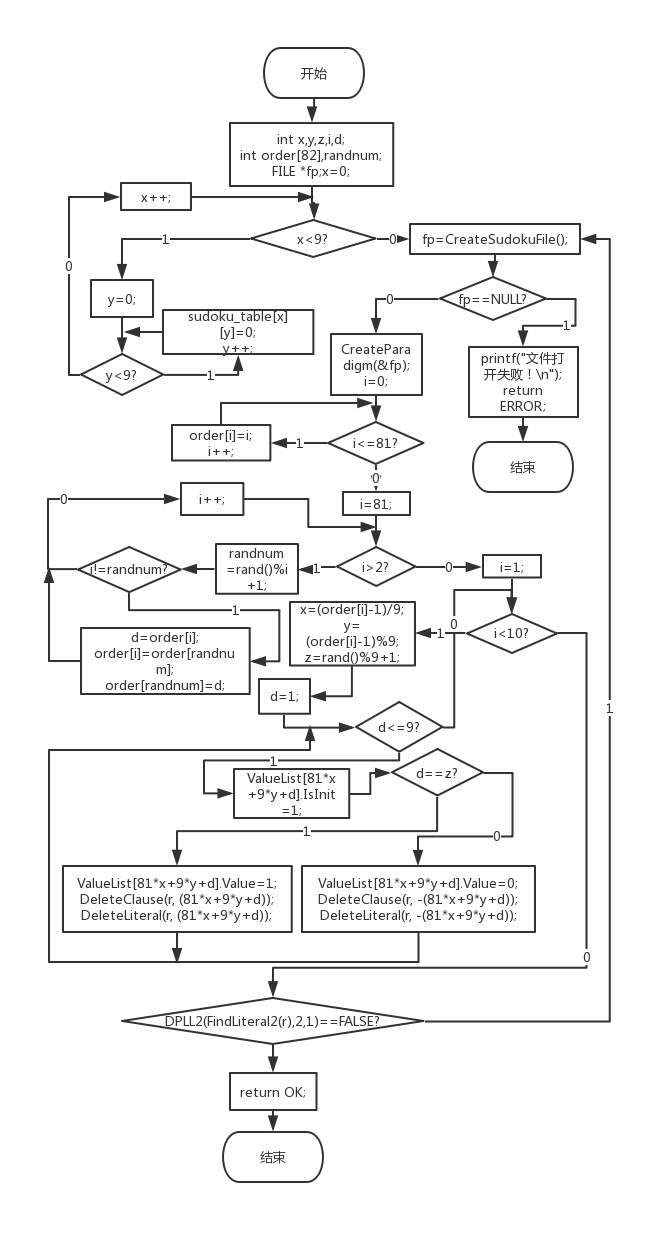 开始
int x,y,z,i,d;
int order[82],randnum;
FILE *fp;x=0;
x++;
x<9?
1
0
fp=CreateSudokuFile();
0
y=0;
fp==NULL?
0
1
sudoku_table[x]
[y]=0;
y++;
y<9?
1
CreatePara
digm(&fp);
i=0;
printf("文件打
开失败！\n");
return
ERROR;
order[i]=i;
i++;
1
i<=81?
结束
0
i=81;
0
i++;
i!=randnum?
randnum
=rand()%i
+1;
1
i>2?
0
i=1;
1
d=order[i];
order[i]=order[randnu
m];
order[randnum]=d;
x=(order[i]-1)/9;
y=
(order[i]-1)%9;
z=rand()%9+1;
1
0
i<10?
d=1;
d<=9?
1
1
ValueList[81*x
+9*y+d].IsInit
=1;
d==z?
1
0
ValueList[81*x+9*y+d].Value=1;
DeleteClause(r, (81*x+9*y+d));
DeleteLiteral(r, (81*x+9*y+d));
ValueList[81*x+9*y+d].Value=0;
DeleteClause(r, -(81*x+9*y+d));
DeleteLiteral(r, -(81*x+9*y+d));
0
DPLL2(FindLiteral2(r),2,1)==FALSE?
return OK;
结束